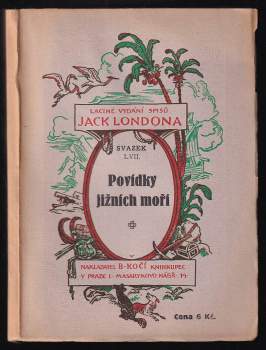 LACINÉ VYDÁNÍ SPISŮ
JACK LONDONA
SVAZEK
LVII.
Povídky
jižních moří
NAKLADATEL B. KOČÍ KNIHKUPEC
V PRAZE I. MASARYKOVO NÁBŘ. 14.
Cena 6 Kč.